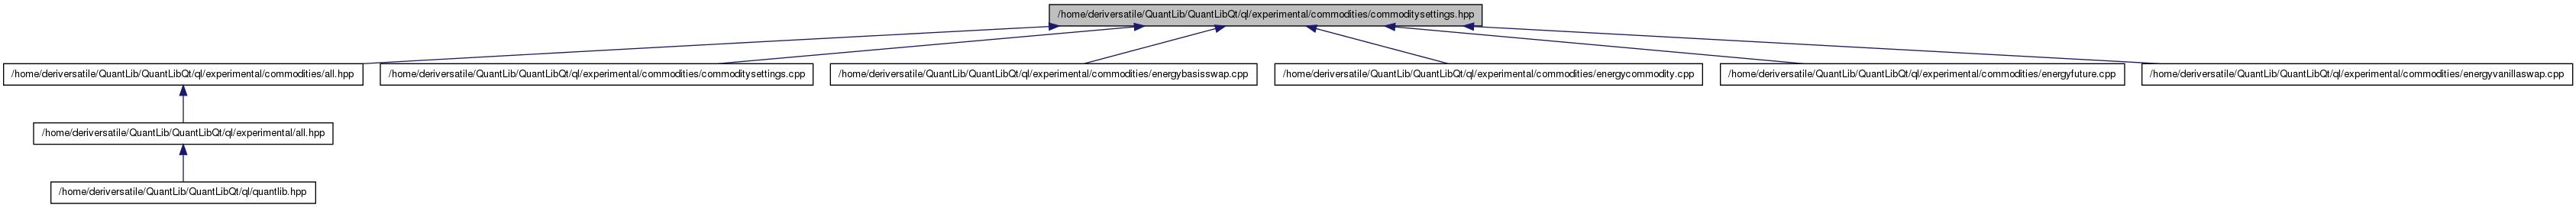 /home/deriversatile/QuantLib/QuantLibQt/ql/experimental/commodities/commoditysettings.hpp
/home/deriversatile/QuantLib/QuantLibQt/ql/experimental/commodities/all.hpp
/home/deriversatile/QuantLib/QuantLibQt/ql/experimental/commodities/commoditysettings.cpp
/home/deriversatile/QuantLib/QuantLibQt/ql/experimental/commodities/energybasisswap.cpp
/home/deriversatile/QuantLib/QuantLibQt/ql/experimental/commodities/energycommodity.cpp
/home/deriversatile/QuantLib/QuantLibQt/ql/experimental/commodities/energyfuture.cpp
/home/deriversatile/QuantLib/QuantLibQt/ql/experimental/commodities/energyvanillaswap.cpp
/home/deriversatile/QuantLib/QuantLibQt/ql/experimental/all.hpp
/home/deriversatile/QuantLib/QuantLibQt/ql/quantlib.hpp